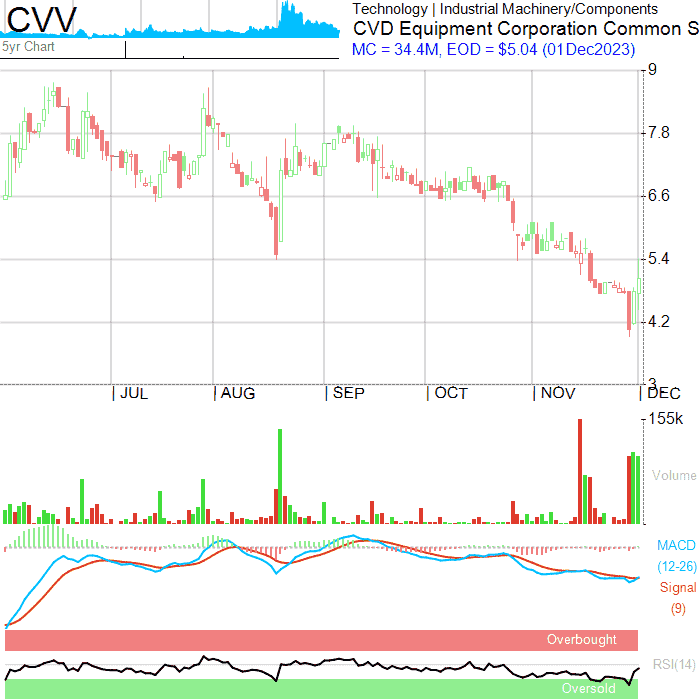 CVV
Technology | Industrial Machinery/Components
CVD Equipment Corporation Common S
MC = 34.4M, EOD = $5.04 (01Dec2023)
5yr Chart
9
7.8
6.6
5.4
4.2
3
JUL AUG SEP OCT NOV DEC
155k
Volume
MACD
(12-26)
Signal
(9)
Overbought
RSI(14)
Oversold